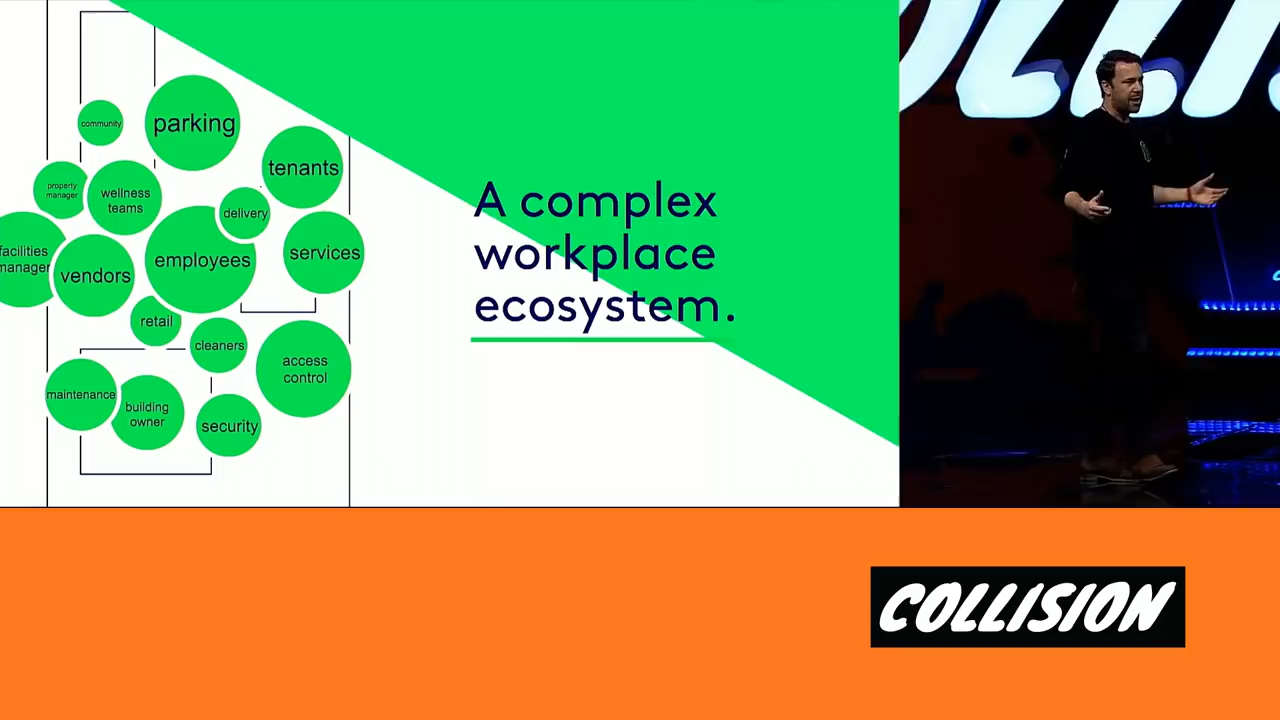 community
parking
tenants
property
manager
wellness
teams
delivery
facilities
manager
vendors
employees
services
retail
cleaners
access
control
maintenance
building
owner
security
A complex
workplace
ecosystem.
COLLISION